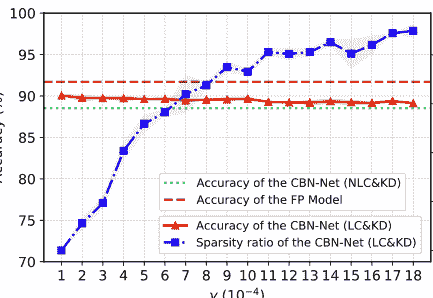 100
95
90
85
80
75
70
Accuracy of the CBN-Net (NLC&KD)
Accuracy of the FP Model
Accuracy of the CBN-Net (LC&KD)
Sparsity ratio of the CBN-Net (LC&KD)
1 2 3 4 5 6 7 8 9 10 11 12 13 14 15 16 17 18
(10⁻⁴)